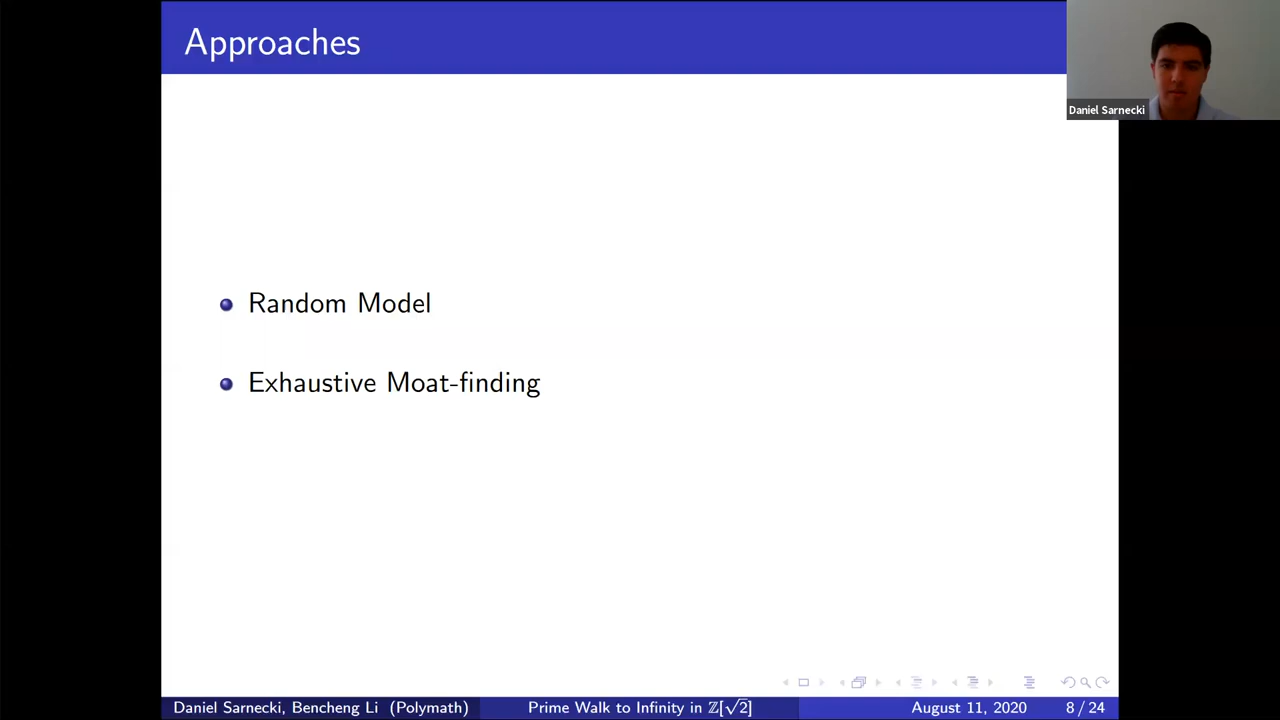 Approaches
Daniel Sarnecki
Random Model
Exhaustive Moat-finding
Daniel Sarnecki, Bencheng Li (Polymath)
Prime Walk to Infinity in ℤ[√2]
August 11, 2020
8 / 24